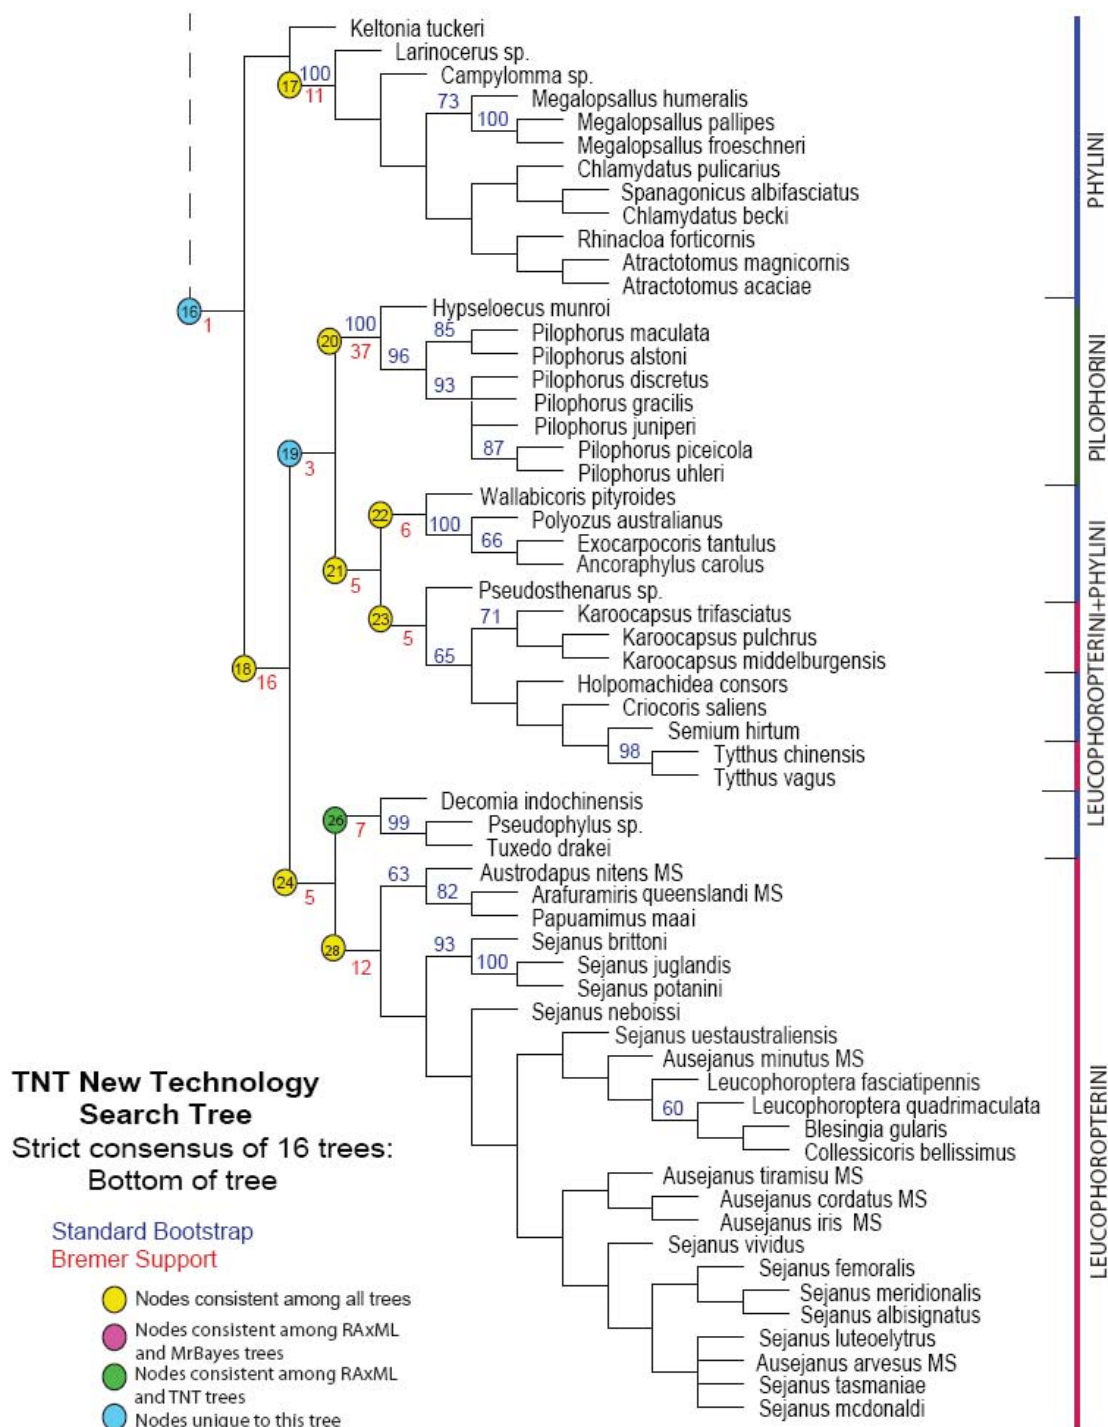 Keltonia tuckeri
Larinocerus sp.
17
100
11
Campylomma sp.
73
Megalopsallus humeralis
100
Megalopsallus pallipes
Megalopsallus froeschneri
Chlamydatus pulicarius
Spanagonicus albifasciatus
Chlamydatus becki
Rhinacloa forticornis
Atractotomus magnicornis
Atractotomus acaciae
PHYLINI
16
1
Hypseloecus munroi
20
100
37
85
Pilophorus maculata
96
Pilophorus alstoni
93
Pilophorus discretus
Pilophorus gracilis
Pilophorus juniperi
87
Pilophorus piceicola
Pilophorus uhleri
PILOPHORINI
19
3
Wallabicoris pityroides
22
6
100
Polyozus australianus
66
Exocarpocoris tantulus
Ancoraphylus carolus
21
5
Pseudosthenarus sp.
23
5
71
Karoocapsus trifasciatus
65
Karoocapsus pulchrus
Karoocapsus middelburgensis
18
16
Holpomachidea consors
Criocoris saliens
Semium hirtum
98
Tytthus chinensis
Tytthus vagus
LEUCOPHOROPTERINI+PHYLINI
Decomia indochinensis
26
7
99
Pseudophylus sp.
Tuxedo drakei
24
5
63
Austrodapus nitens MS
82
Arafuramiris queenslandi MS
Papuamimus maai
28
12
93
Sejanus brittoni
100
Sejanus juglandis
Sejanus potanini
Sejanus neboissi
Sejanus uestaustraliensis
Ausejanus minutus MS
Leucophoroptera fasciatipennis
60
Leucophoroptera quadrimaculata
Blesingia gularis
Collessicoris bellissimus
Ausejanus tiramisu MS
Ausejanus cordatus MS
Ausejanus iris MS
Sejanus vividus
Sejanus femoralis
Sejanus meridionalis
Sejanus albisignatus
Sejanus luteoelytrus
Ausejanus arvesus MS
Sejanus tasmaniae
Sejanus mcdonaldi
LEUCOPHOROPTERINI
TNT New Technology
Search Tree
Strict consensus of 16 trees:
Bottom of tree
Standard Bootstrap
Bremer Support
Nodes consistent among all trees
Nodes consistent among RAxML
and MrBayes trees
Nodes consistent among RAxML
and TNT trees
Nodes unique to this tree